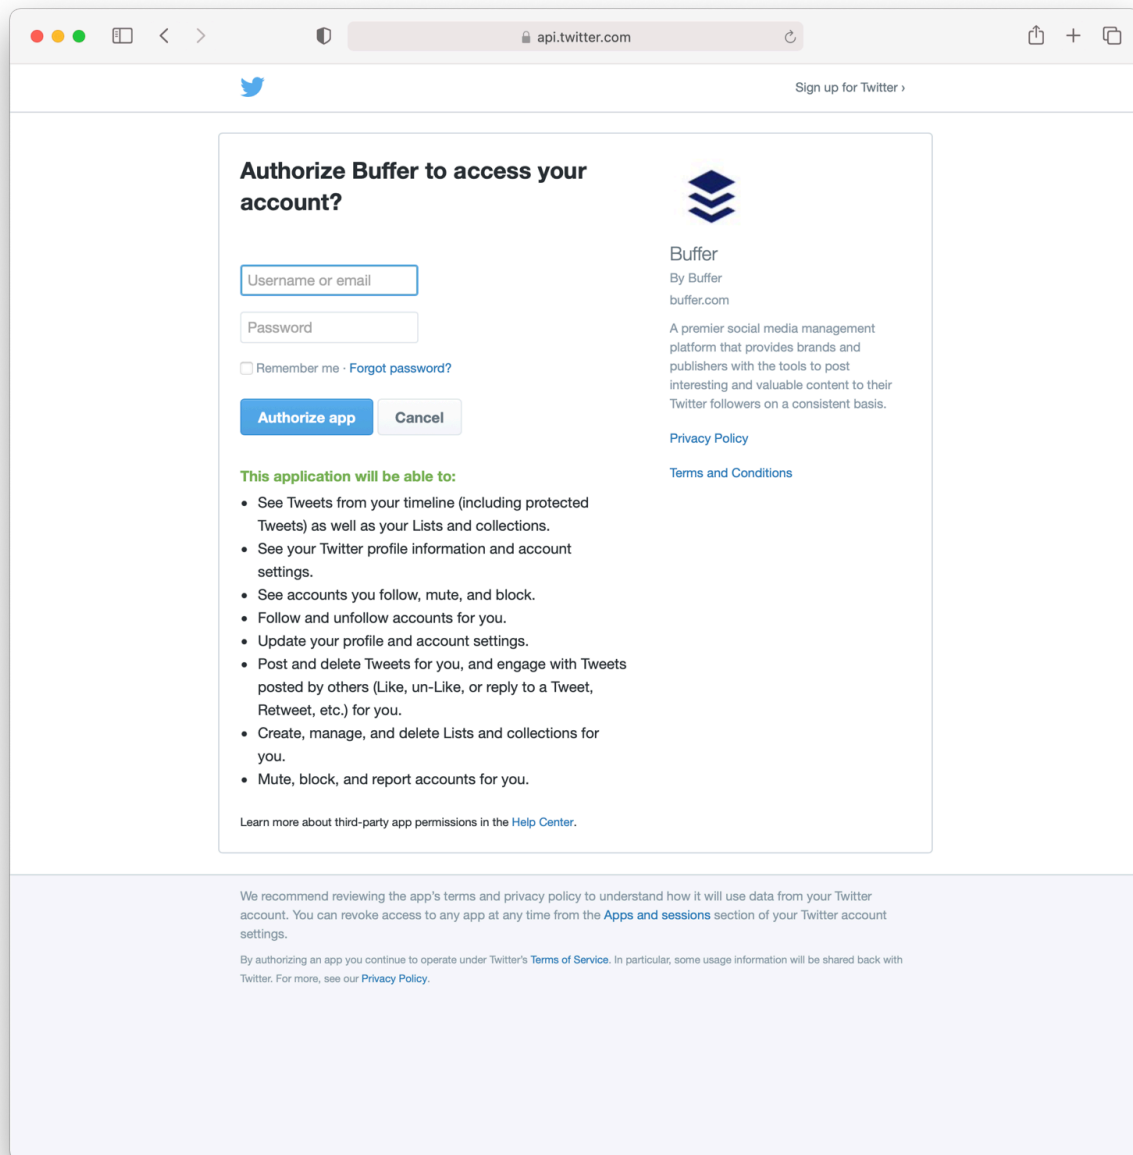 api.twitter.com
Sign up for Twitter ›
Authorize Buffer to access your
account?
Username or email
Password
Remember me · Forgot password?
Authorize app
Cancel
This application will be able to:
• See Tweets from your timeline (including protected
Tweets) as well as your Lists and collections.
• See your Twitter profile information and account
settings.
• See accounts you follow, mute, and block.
• Follow and unfollow accounts for you.
• Update your profile and account settings.
• Post and delete Tweets for you, and engage with Tweets
posted by others (Like, un-Like, or reply to a Tweet,
Retweet, etc.) for you.
• Create, manage, and delete Lists and collections for
you.
• Mute, block, and report accounts for you.
Learn more about third-party app permissions in the Help Center.
Buffer
By Buffer
buffer.com
A premier social media management
platform that provides brands and
publishers with the tools to post
interesting and valuable content to their
Twitter followers on a consistent basis.
Privacy Policy
Terms and Conditions
We recommend reviewing the app's terms and privacy policy to understand how it will use data from your Twitter
account. You can revoke access to any app at any time from the Apps and sessions section of your Twitter account
settings.
By authorizing an app you continue to operate under Twitter's Terms of Service. In particular, some usage information will be shared back with
Twitter. For more, see our Privacy Policy.